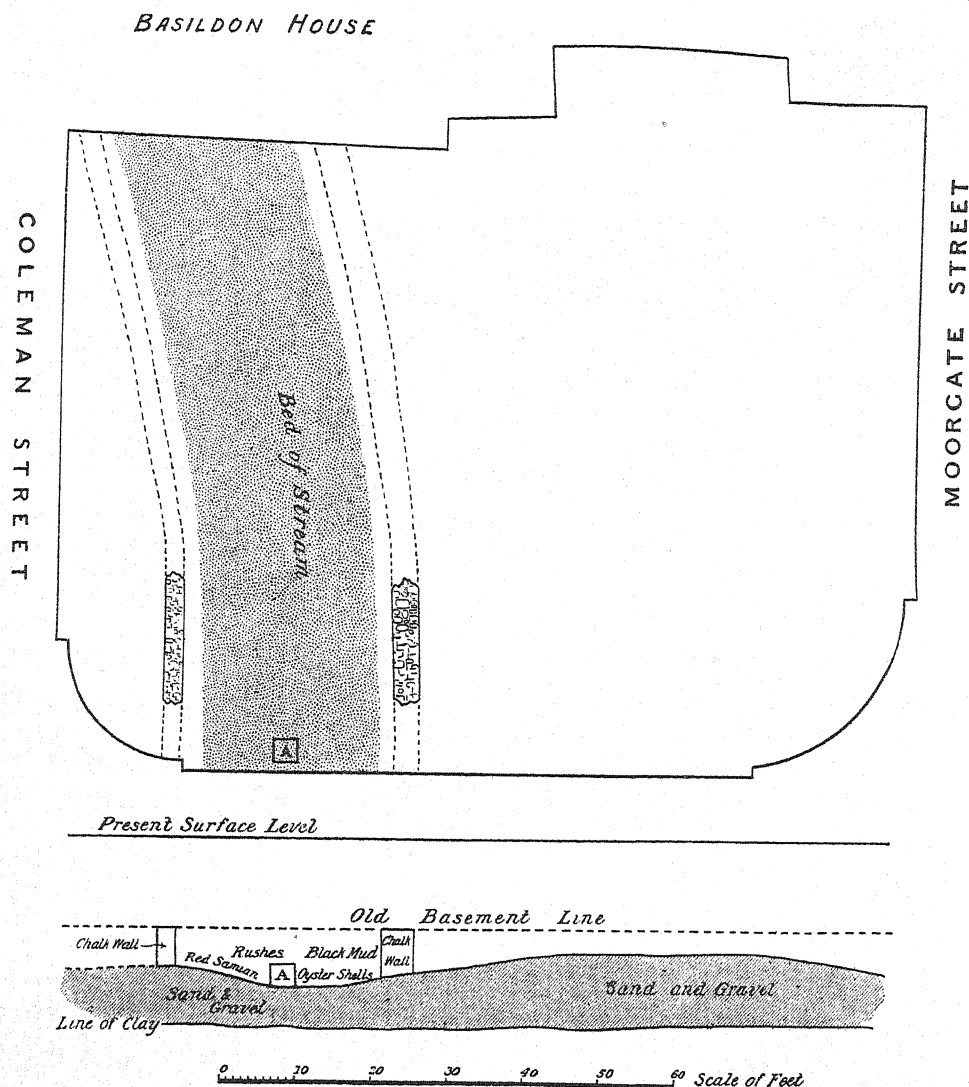 BASILDON HOUSE
COLEMAN STREET
MOORGATE STREET
Bed of Stream
A
Present Surface Level
Old Basement Line
Chalk Wall
Rushes
Black Mud
Chalk
Wall
Red Samian
A
Oyster Shells
Sand &
Gravel
Sand and Gravel
Line of Clay
0 10 20 30 40 50 60 Scale of Feet